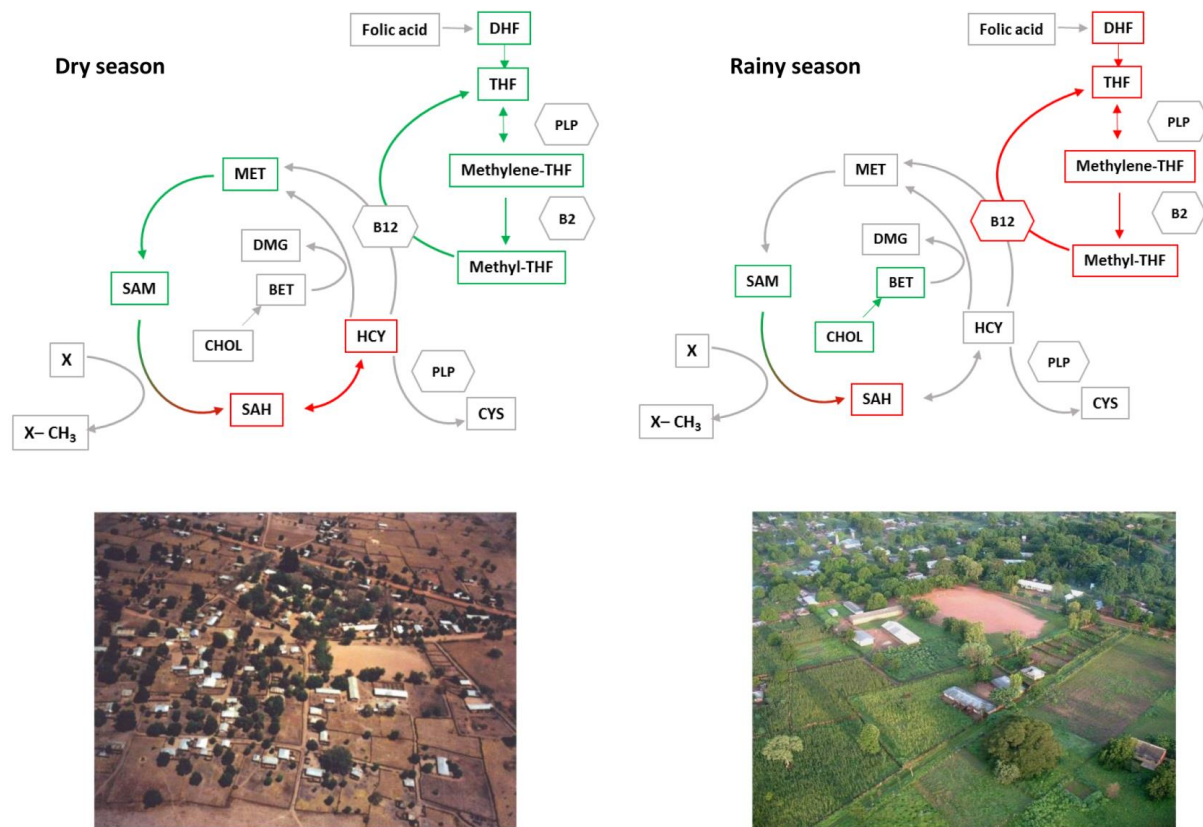 Dry season
Folic acid
DHF
THF
PLP
Methylene-THF
B2
Methyl-THF
B12
MET
DMG
BET
CHOL
SAM
HCY
PLP
CYS
SAH
X
X– CH₃
Rainy season
Folic acid
DHF
THF
PLP
Methylene-THF
B2
Methyl-THF
B12
MET
DMG
BET
CHOL
SAM
HCY
PLP
CYS
SAH
X
X– CH₃